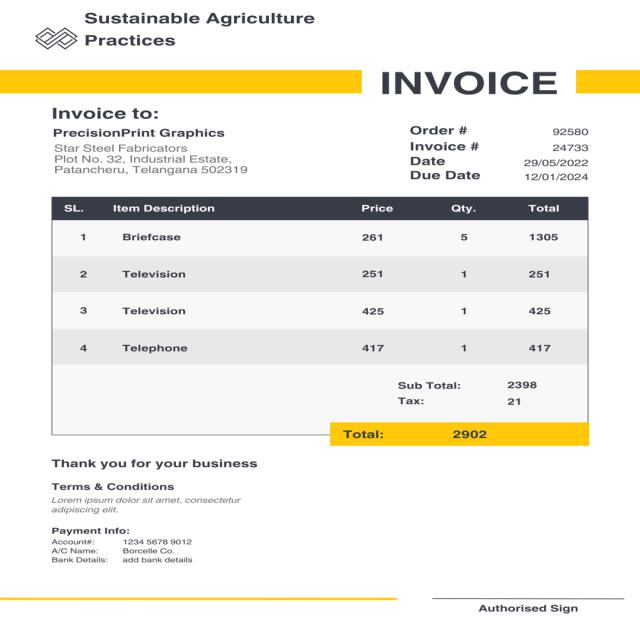 Sustainable Agriculture
Practices
INVOICE
Invoice to:
PrecisionPrint Graphics
Star Steel Fabricators
Plot No. 32, Industrial Estate,
Patancheru, Telangana 502319
Order # 92580
Invoice # 24733
Date 29/05/2022
Due Date 12/01/2024
SL. Item Description Price Qty. Total
1 Briefcase 261 5 1305
2 Television 251 1 251
3 Television 425 1 425
4 Telephone 417 1 417
Sub Total: 2398
Tax: 21
Total: 2902
Thank you for your business
Terms & Conditions
Lorem ipsum dolor sit amet, consectetur
adipiscing elit.
Payment Info:
Account#: 1234 5678 9012
A/C Name: Borcelle Co.
Bank Details: add bank details
Authorised Sign